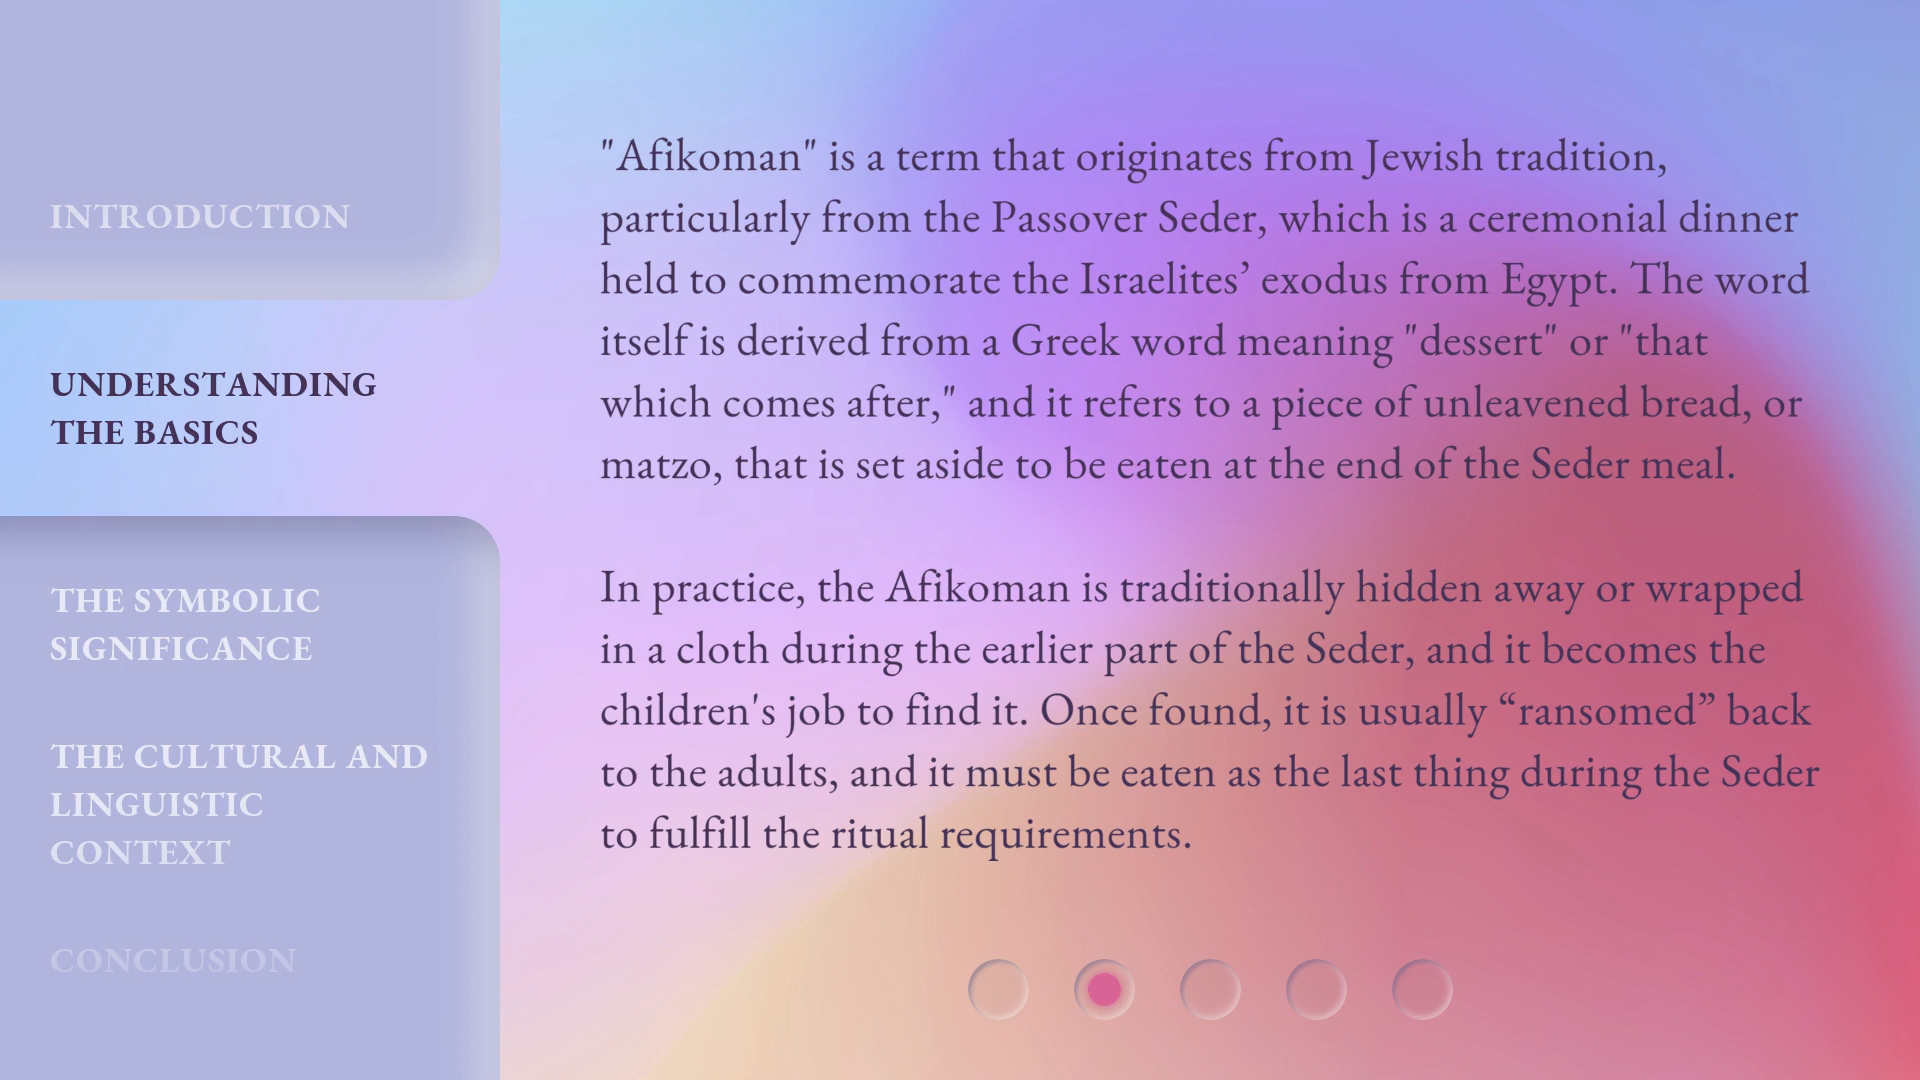 INTRODUCTION
UNDERSTANDING
THE BASICS
THE SYMBOLIC
SIGNIFICANCE
THE CULTURAL AND
LINGUISTIC
CONTEXT
CONCLUSION
"Afikoman" is a term that originates from Jewish tradition,
particularly from the Passover Seder, which is a ceremonial dinner
held to commemorate the Israelites’ exodus from Egypt. The word
itself is derived from a Greek word meaning "dessert" or "that
which comes after," and it refers to a piece of unleavened bread, or
matzo, that is set aside to be eaten at the end of the Seder meal.
In practice, the Afikoman is traditionally hidden away or wrapped
in a cloth during the earlier part of the Seder, and it becomes the
children's job to find it. Once found, it is usually “ransomed” back
to the adults, and it must be eaten as the last thing during the Seder
to fulfill the ritual requirements.